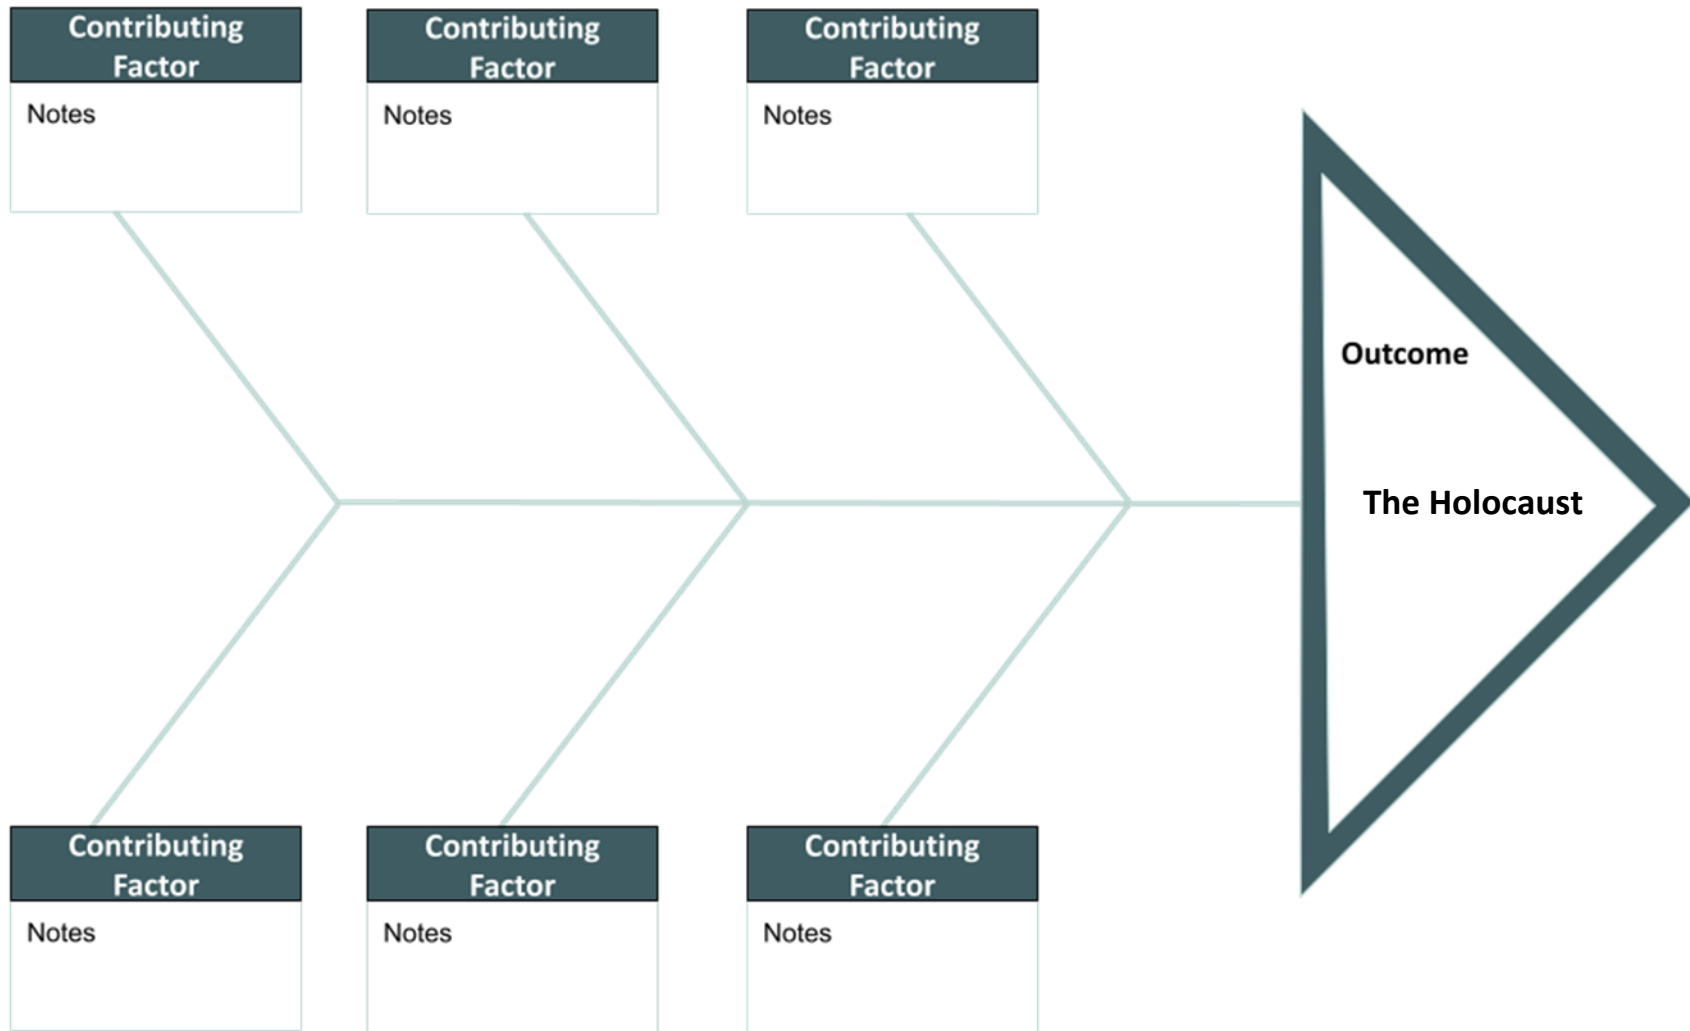 Contributing
Factor
Notes
Contributing
Factor
Notes
Contributing
Factor
Notes
Outcome
The Holocaust
Contributing
Factor
Notes
Contributing
Factor
Notes
Contributing
Factor
Notes